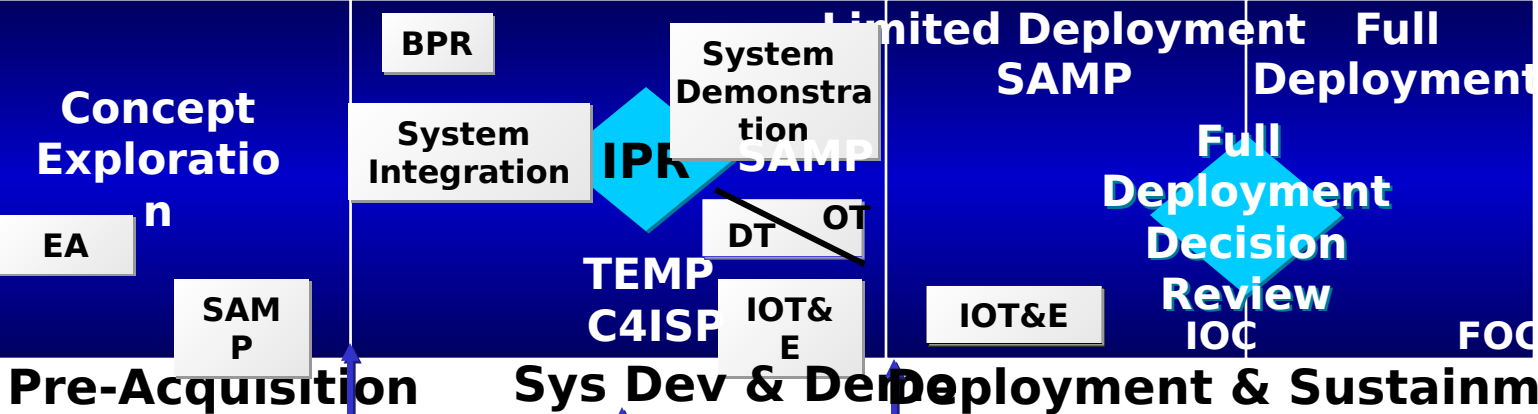 Concept
Exploratio
n
EA
SAM
P
BPR
System
Integration
IPR
System
Demonstra
tion
SAMP
DT
OT
TEMP
C4ISP
IOT&
E
Limited Deployment
SAMP
Full
Deployment
Full
Deployment
Decision
Review
IOT&E
IOC
FOC
Pre-Acquisition
Sys Dev & Demo
Deployment & Sustainm